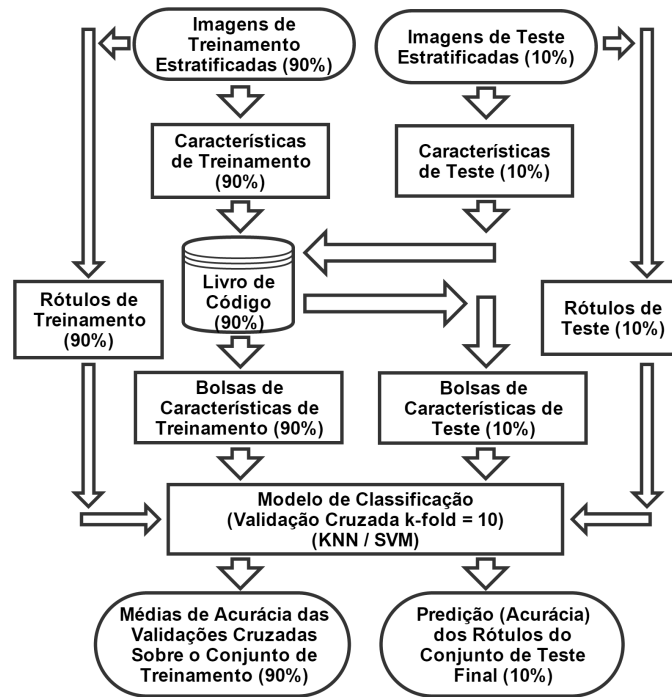 Imagens de
Treinamento
Estratificadas (90%)
Imagens de Teste
Estratificadas (10%)
Características
de Treinamento
(90%)
Características
de Teste (10%)
Livro de
Código
(90%)
Rótulos de
Treinamento
(90%)
Rótulos de
Teste (10%)
Bolsas de
Características de
Treinamento (90%)
Bolsas de
Características de
Teste (10%)
Modelo de Classificação
(Validação Cruzada k-fold = 10)
(KNN / SVM)
Médias de Acurácia das
Validações Cruzadas
Sobre o Conjunto de
Treinamento (90%)
Predição (Acurácia)
dos Rótulos do
Conjunto de Teste
Final (10%)